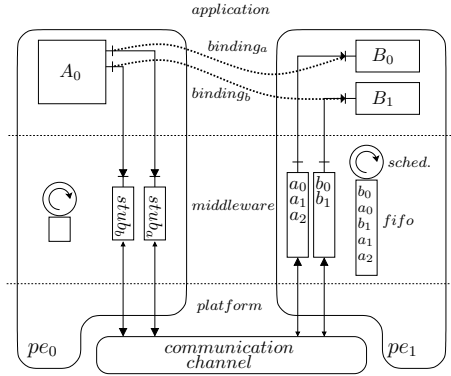 application
binding_a
A_0
B_0
binding_b
B_1
sched.
a_0
a_1
a_2
b_0
b_1
b_0
a_0
b_1
a_1
a_2
fifo
stub_b
stub_a
middleware
platform
pe_0
pe_1
communication
channel